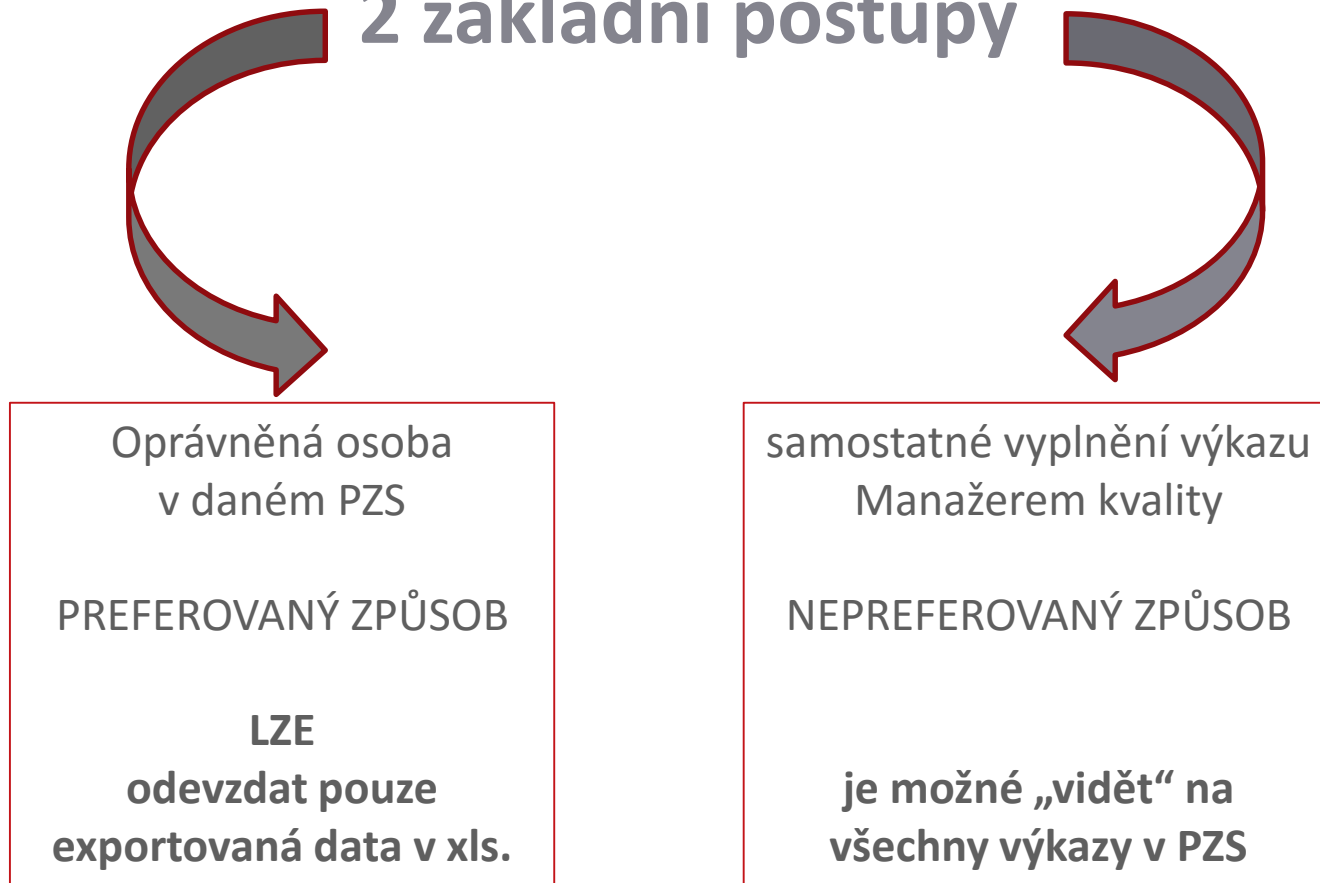 2 základní postupy
Oprávněná osoba
v daném PZS
PREFEROVANÝ ZPŮSOB
LZE
odevzdat pouze
exportovaná data v xls.
samostatné vyplnění výkazu
Manažerem kvality
NEPREFEROVANÝ ZPŮSOB
je možné „vidět“ na
všechny výkazy v PZS